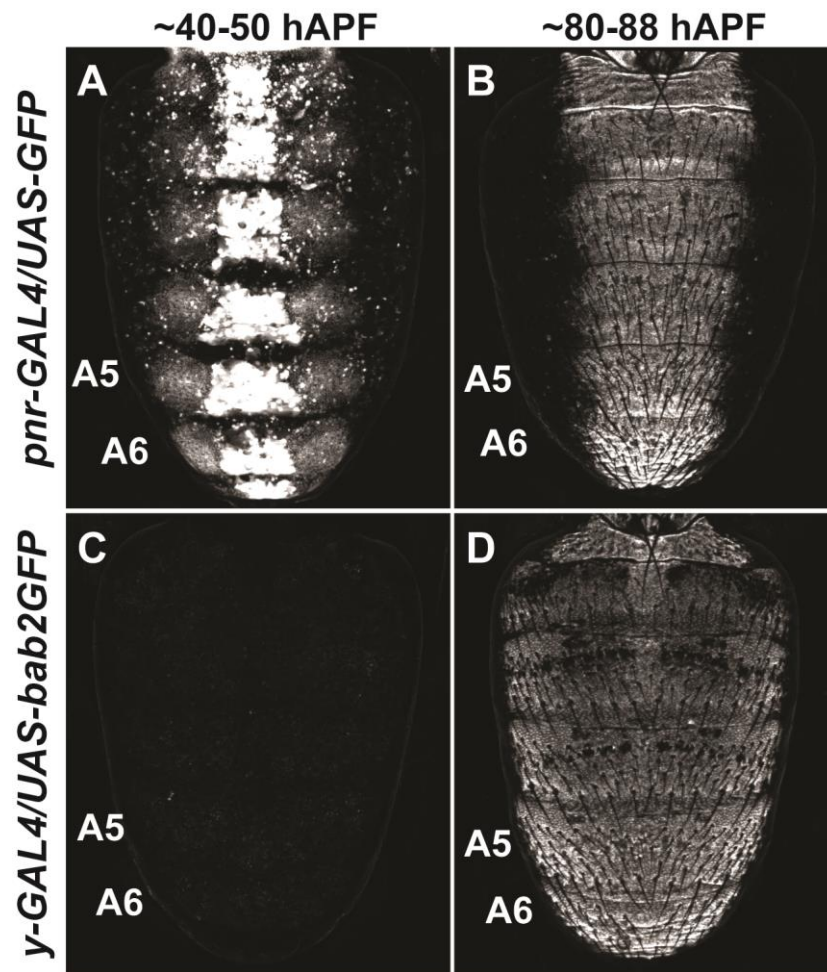 ~40-50 hAPF
~80-88 hAPF
pnr-GAL4/UAS-GFP
A
A5
A6
B
A5
A6
y-GAL4/UAS-bab2GFP
C
A5
A6
D
A5
A6